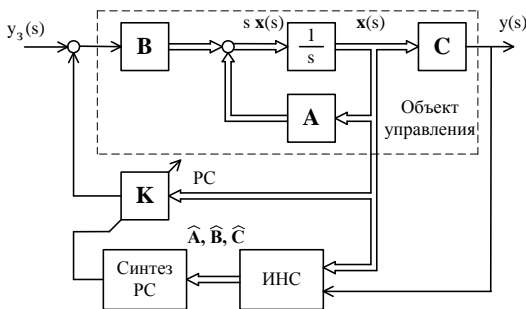 y₃(s)
B
s x(s)
1
s
x(s)
C
y(s)
A
Объект
управления
K
РС
Â, B̂, Ĉ
Синтез
РС
ИНС